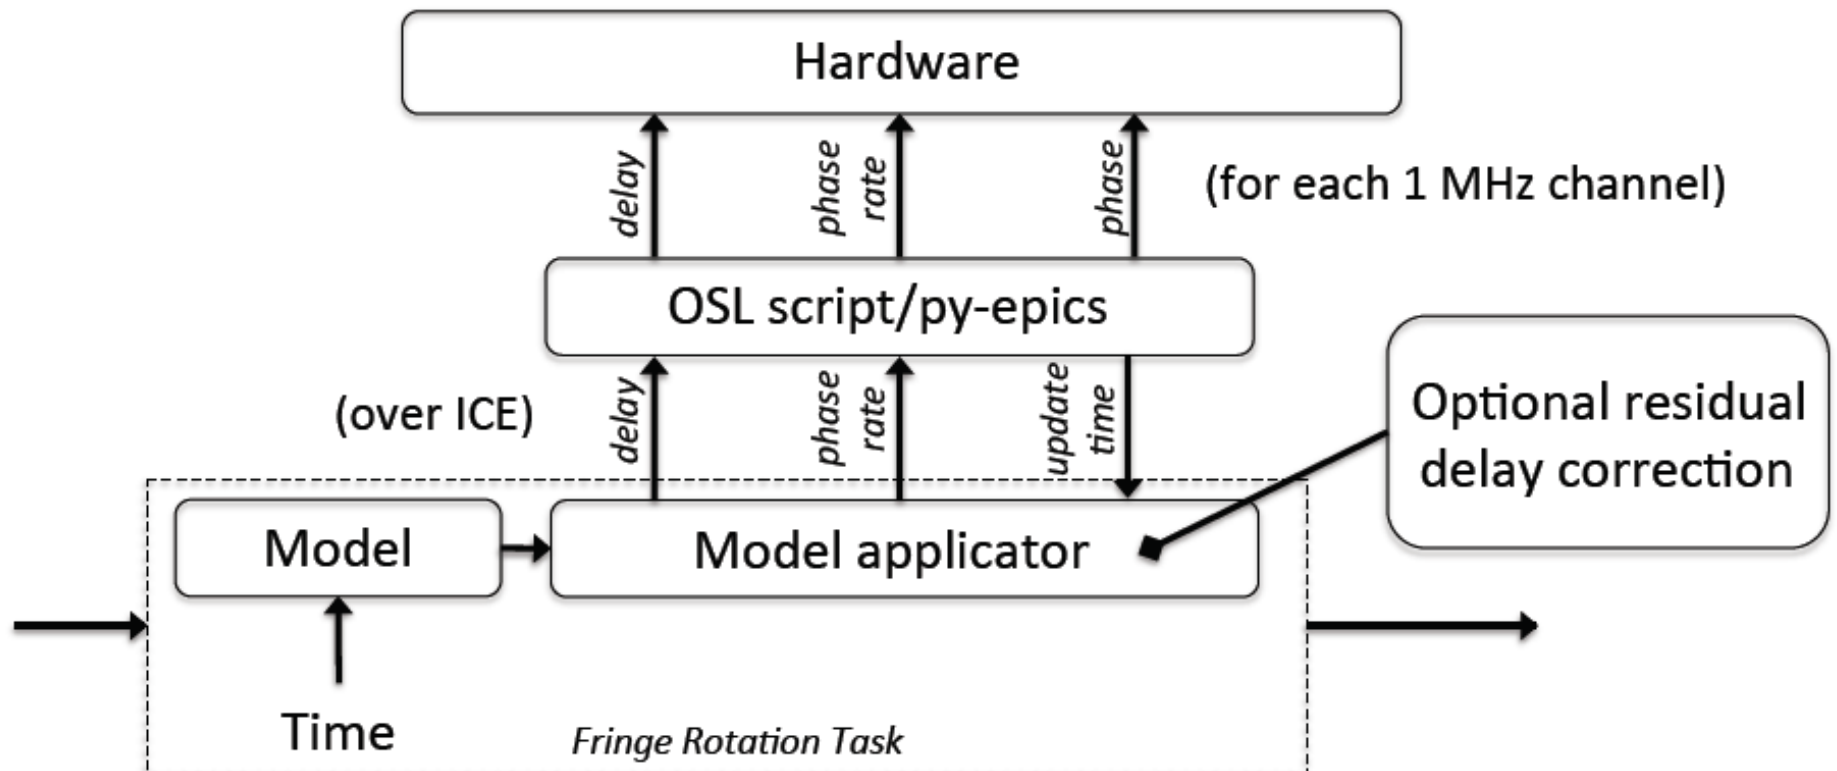 Hardware
delay
phase
rate
phase
(for each 1 MHz channel)
OSL script/py-epics
(over ICE)
delay
phase
rate
update
time
Optional residual
delay correction
Model
Model applicator
Time
Fringe Rotation Task